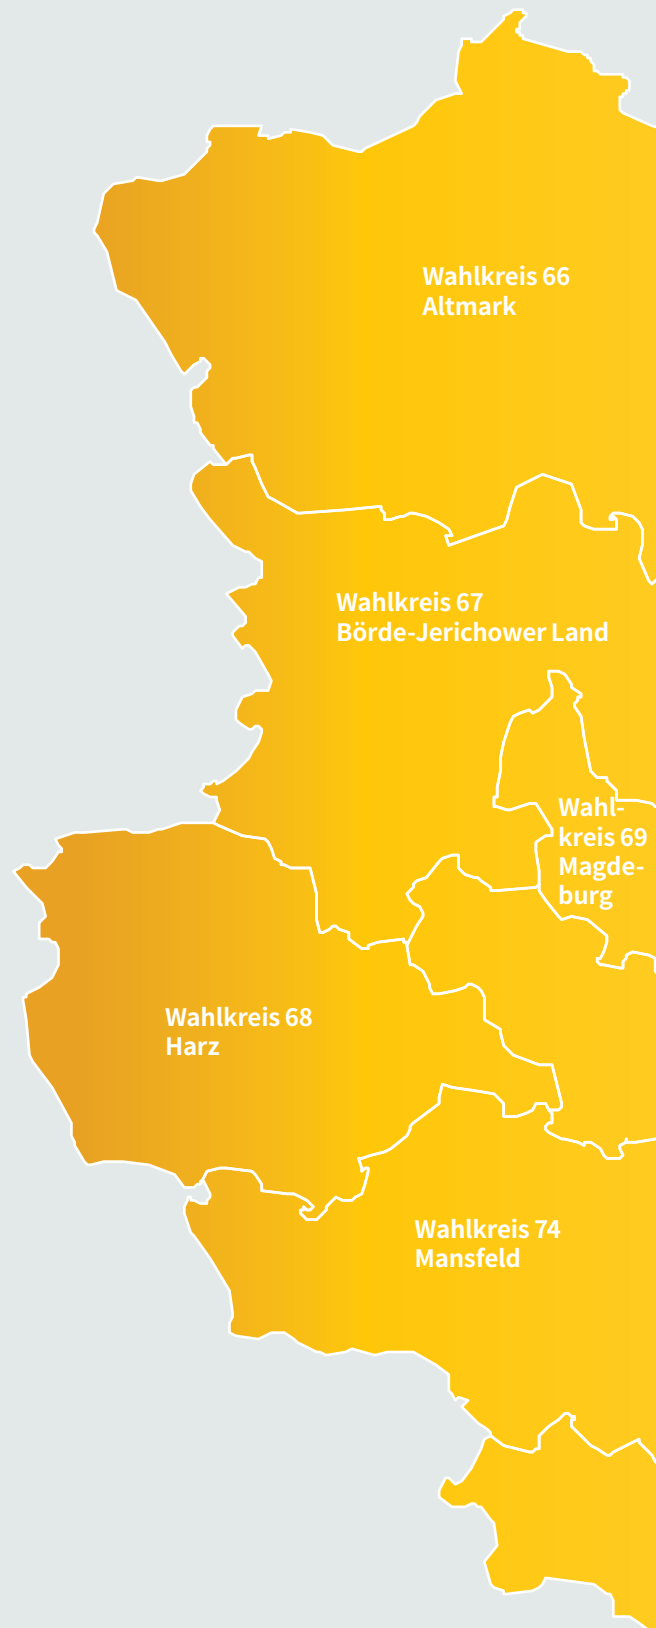 Wahlkreis 66
Altmark
Wahlkreis 67
Börde-Jerichower Land
Wahl-
kreis 69
Magde-
burg
Wahlkreis 68
Harz
Wahlkreis 74
Mansfeld